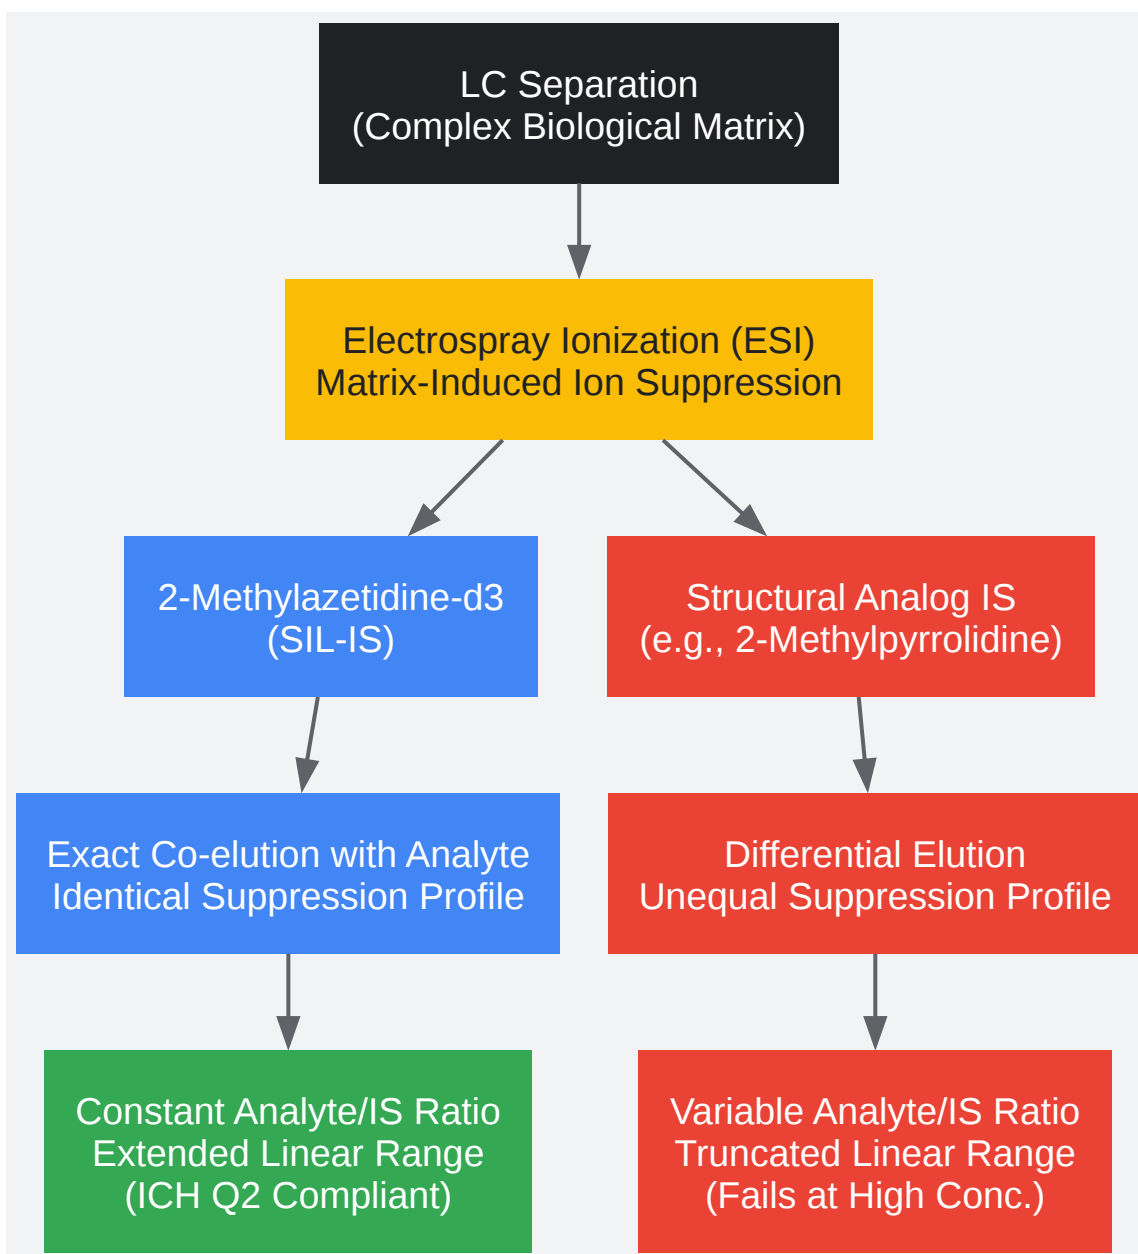 LC Separation
(Complex Biological Matrix)
Electrospray Ionization (ESI)
Matrix-Induced Ion Suppression
2-Methylazetidine-d3
(SIL-IS)
Structural Analog IS
(e.g., 2-Methylpyrrolidine)
Exact Co-elution with Analyte
Identical Suppression Profile
Differential Elution
Unequal Suppression Profile
Constant Analyte/IS Ratio
Extended Linear Range
(ICH Q2 Compliant)
Variable Analyte/IS Ratio
Truncated Linear Range
(Fails at High Conc.)